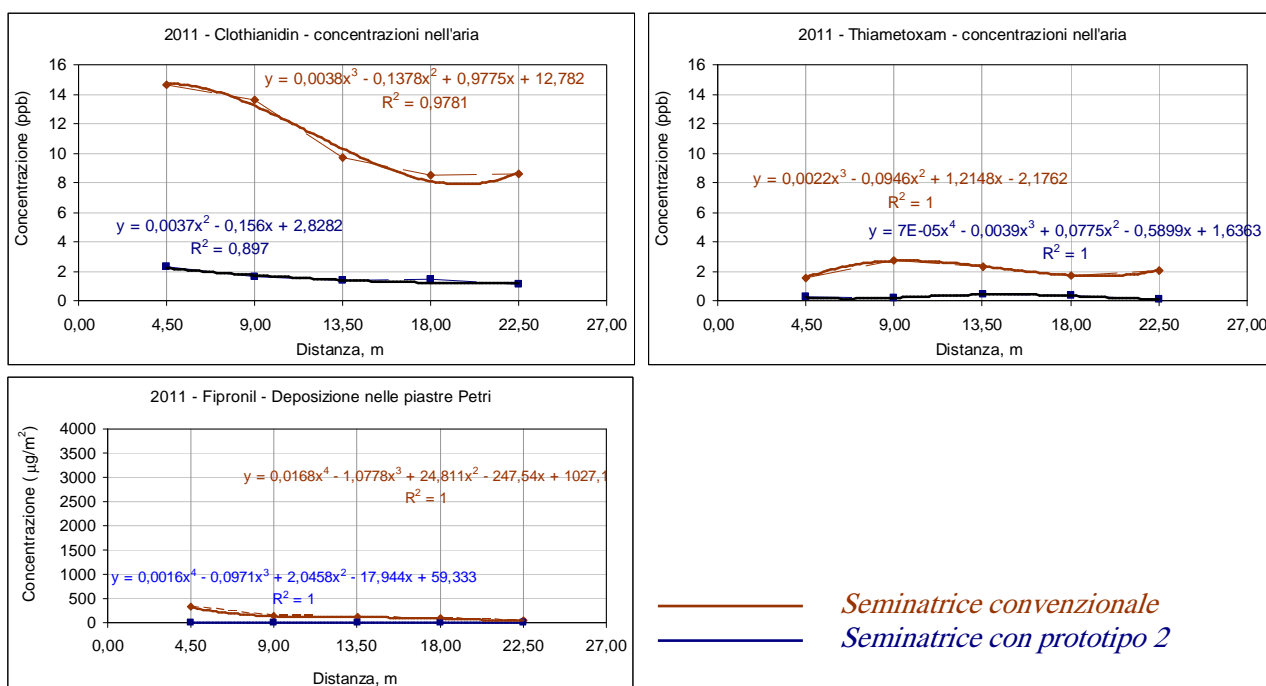 2011 - Clothianidin - concentrazioni nell'aria
y = 0,0038x³ - 0,1378x² + 0,9775x + 12,782
R² = 0,9781
y = 0,0037x² - 0,156x + 2,8282
R² = 0,897
Concentrazione (ppb)
16
14
12
10
8
6
4
2
0
0,00 4,50 9,00 13,50 18,00 22,50 27,00
Distanza, m
2011 - Thiametoxam - concentrazioni nell'aria
y = 0,0022x³ - 0,0946x² + 1,2148x - 2,1762
R² = 1
y = 7E-05x⁴ - 0,0039x³ + 0,0775x² - 0,5899x + 1,6363
R² = 1
Concentrazione (ppb)
16
14
12
10
8
6
4
2
0
0,00 4,50 9,00 13,50 18,00 22,50 27,00
Distanza, m
2011 - Fipronil - Deposizione nelle piastre Petri
y = 0,0168x⁴ - 1,0778x³ + 24,811x² - 247,54x + 1027,1
R² = 1
y = 0,0016x⁴ - 0,0971x³ + 2,0458x² - 17,944x + 59,333
R² = 1
Concentrazione ( µg/m²)
4000
3500
3000
2500
2000
1500
1000
500
0
0,00 4,50 9,00 13,50 18,00 22,50 27,00
Distanza, m
Seminatrice convenzionale
Seminatrice con prototipo 2